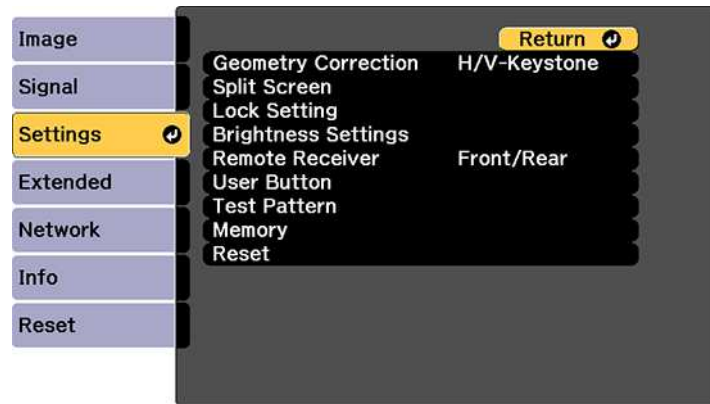 Image
Signal
Settings
Extended
Network
Info
Reset
Return
Geometry Correction H/V-Keystone
Split Screen
Lock Setting
Brightness Settings
Remote Receiver Front/Rear
User Button
Test Pattern
Memory
Reset